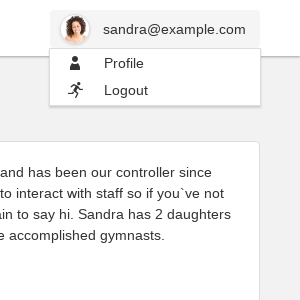 sandra@example.com
Profile
Logout
and has been our controller since
to interact with staff so if you`ve not
to say hi. Sandra has 2 daughters
accomplished gymnasts.